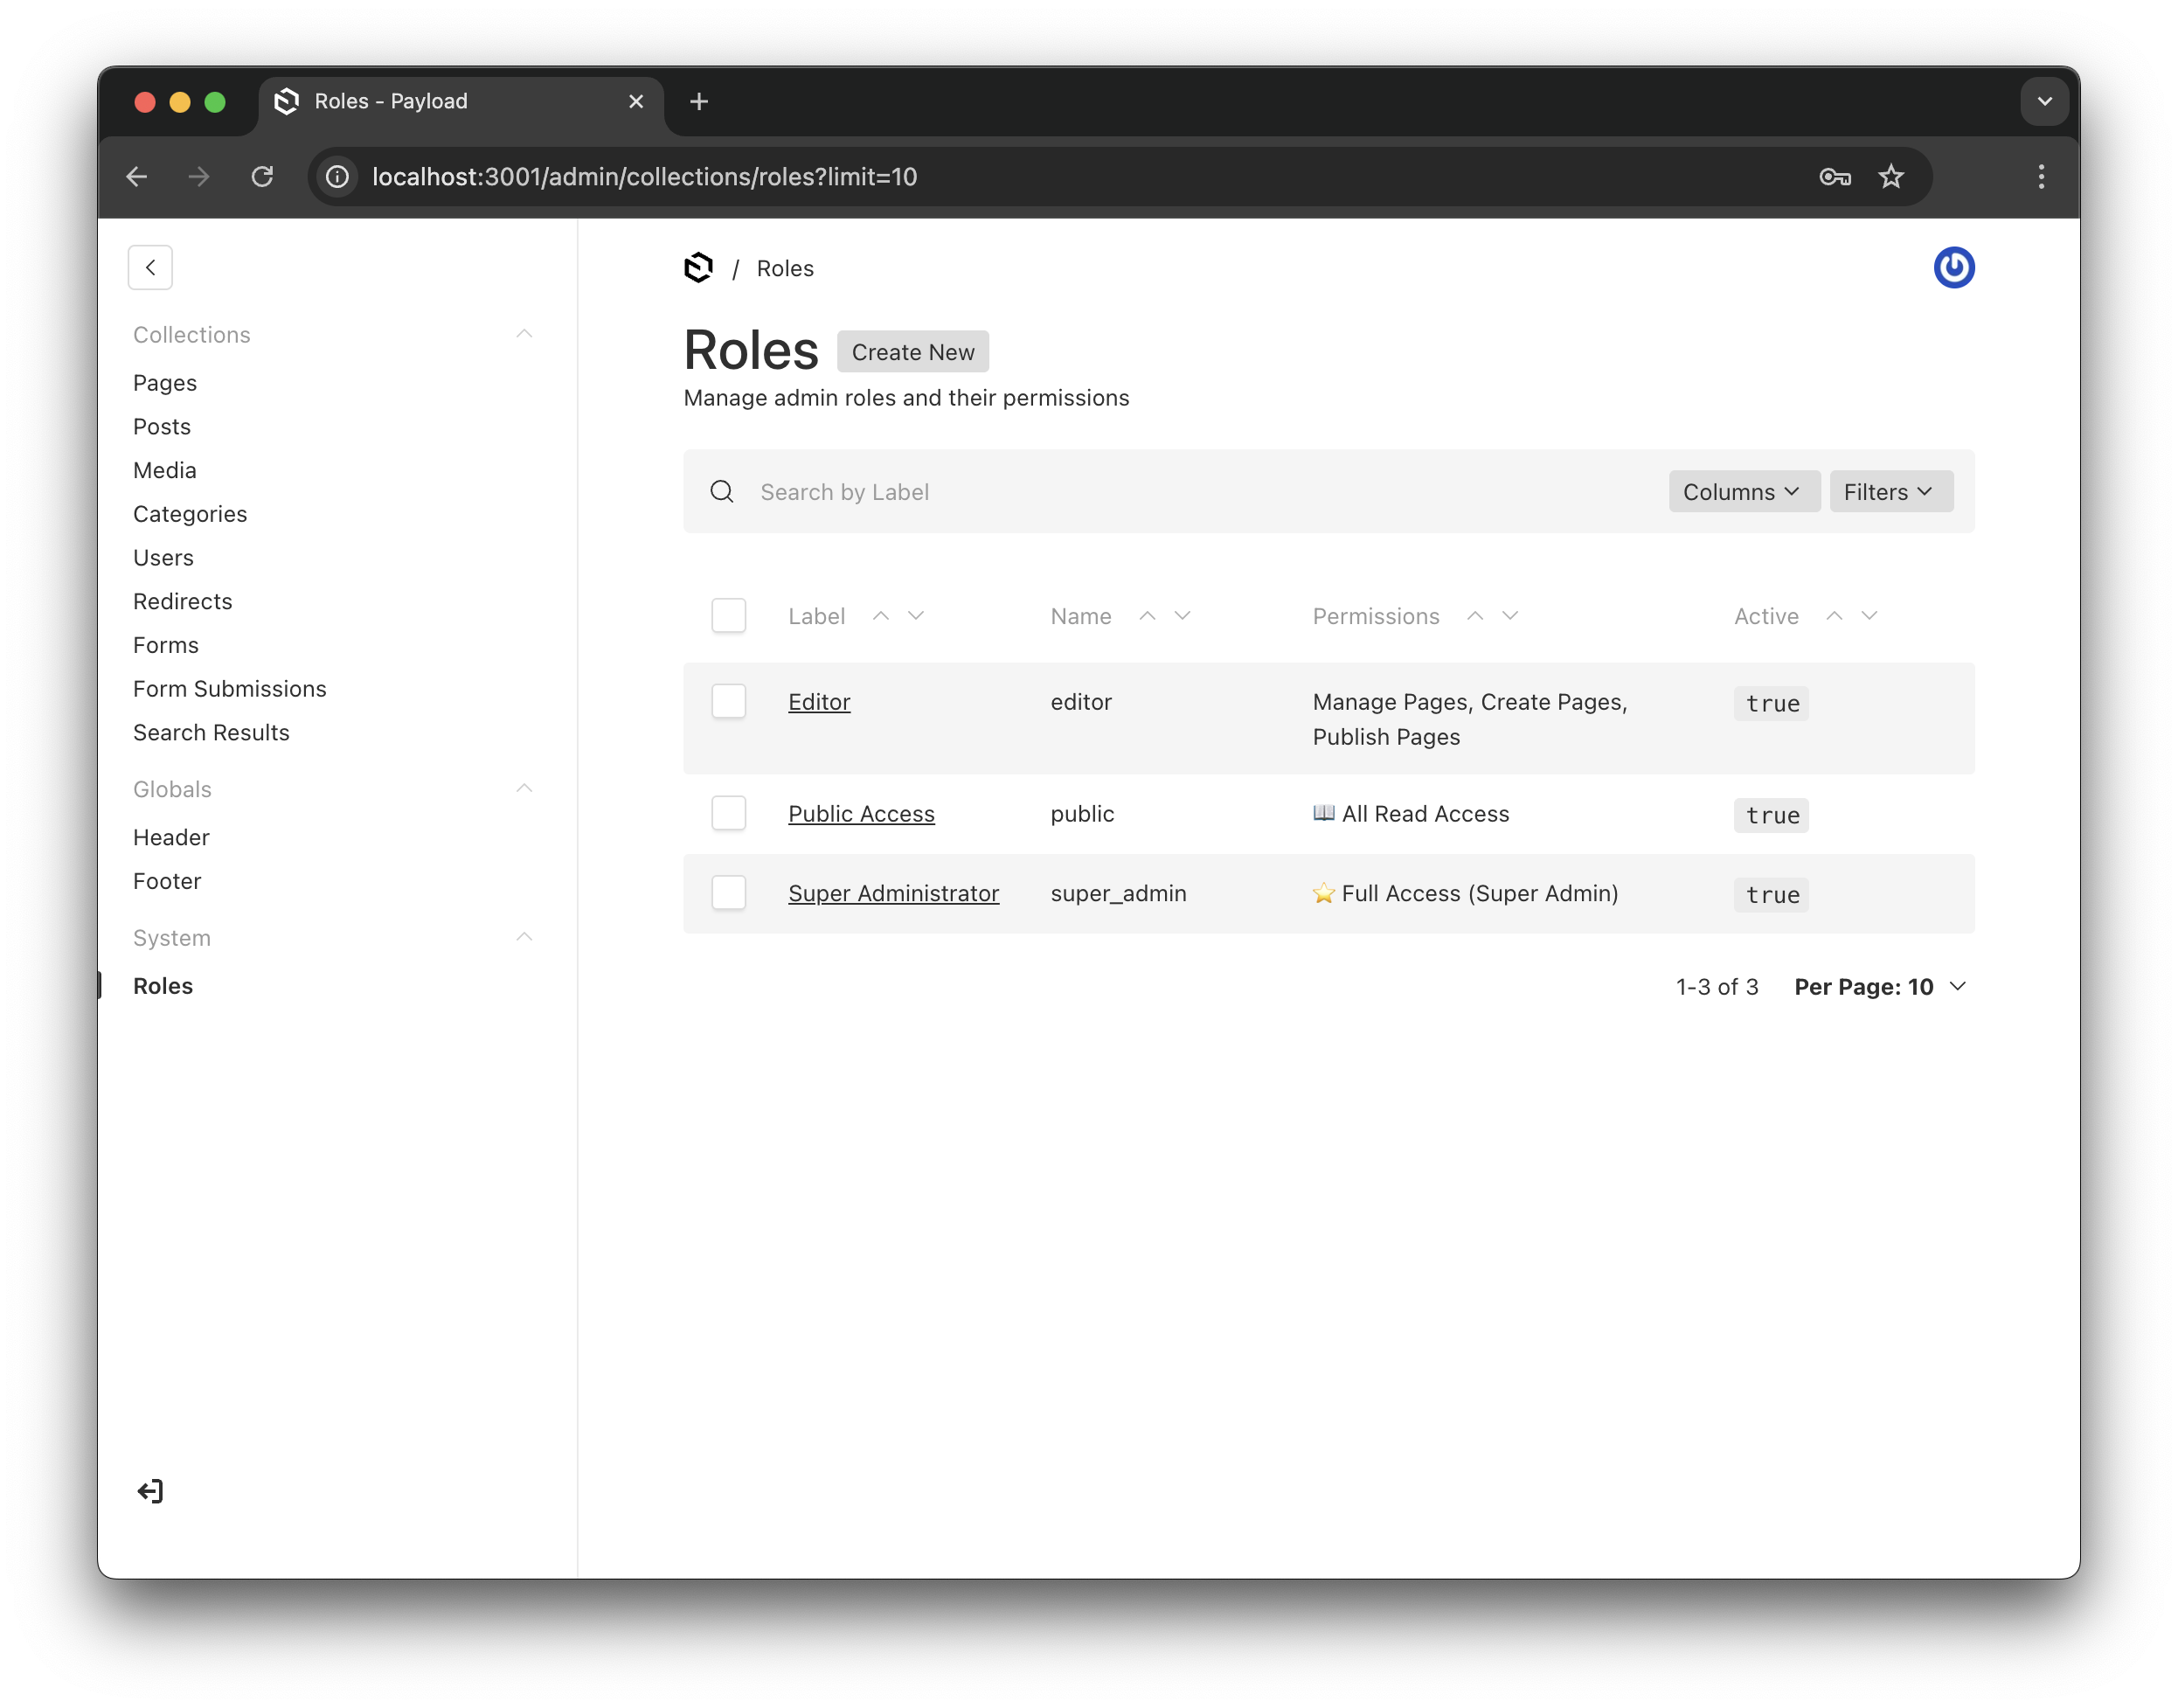 Roles - Payload
localhost:3001/admin/collections/roles?limit=10
Collections
Pages
Posts
Media
Categories
Users
Redirects
Forms
Form Submissions
Search Results
Globals
Header
Footer
System
Roles
/ Roles
Roles Create New
Manage admin roles and their permissions
Search by Label Columns Filters
Label Name Permissions Active
Editor editor Manage Pages, Create Pages, true
Publish Pages
Public Access public 📖 All Read Access true
Super Administrator super_admin ⭐ Full Access (Super Admin) true
1-3 of 3 Per Page: 10